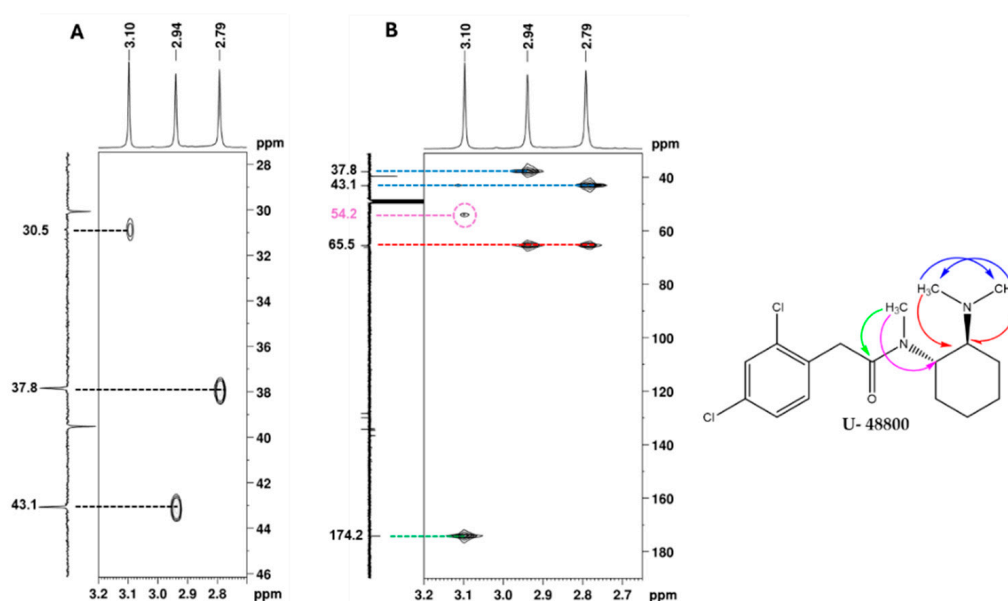 A
3.10
2.94
2.79
ppm
28
30
32
34
36
38
40
42
44
46
30.5
37.8
43.1
3.2 3.1 3.0 2.9 2.8 ppm
B
3.10
2.94
2.79
ppm
40
60
80
100
120
130
160
180
37.8
43.1
54.2
65.5
174.2
3.2 3.1 3.0 2.9 2.8 2.7 ppm
H3C
CH
N
H3C
N
Cl
O
Cl
U- 48800